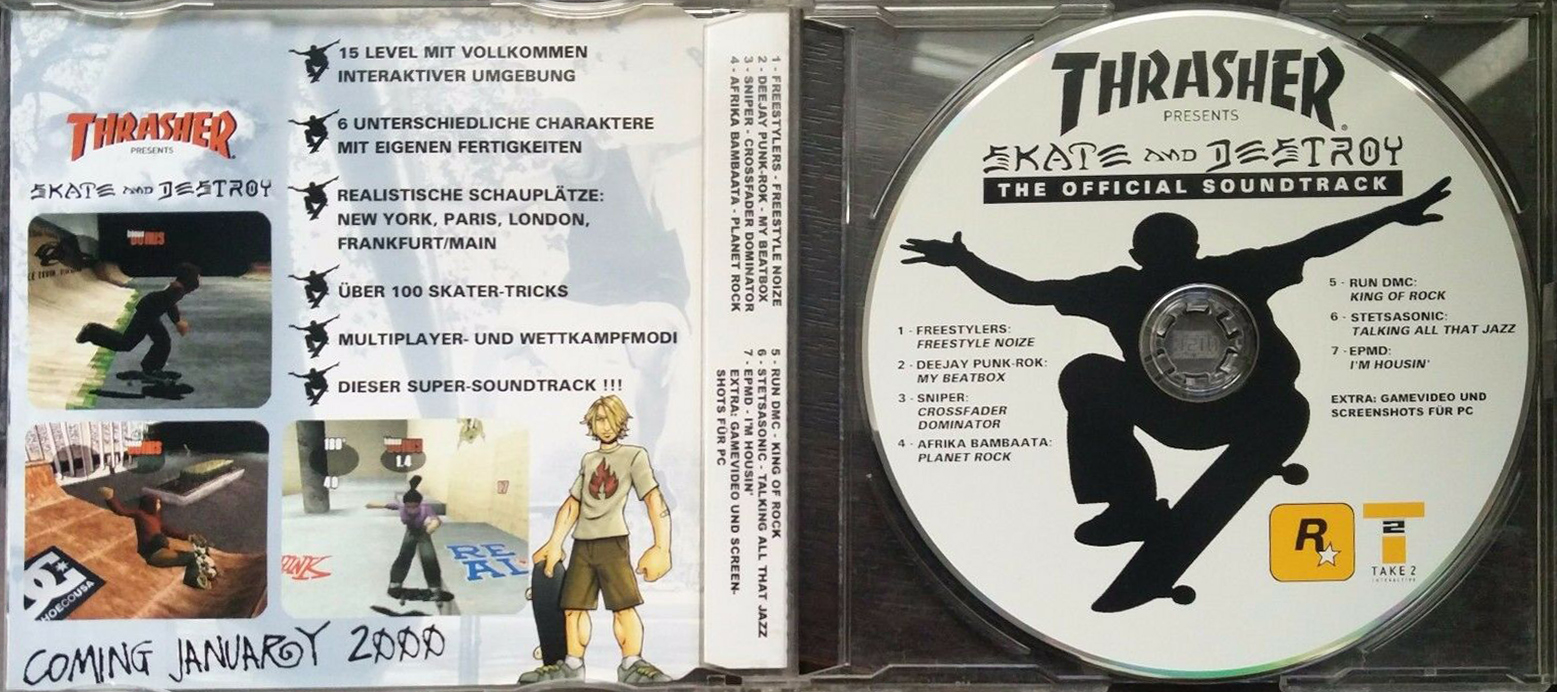 15 LEVEL MIT VOLLKOMMEN
INTERAKTIVER UMGEBUNG
6 UNTERSCHIEDLICHE CHARAKTERE
MIT EIGENEN FERTIGKEITEN
REALISTISCHE SCHAUPLÄTZE:
NEW YORK, PARIS, LONDON,
FRANKFURT/MAIN
ÜBER 100 SKATER-TRICKS
MULTIPLAYER- UND WETTKAMPFMODI
DIESER SUPER-SOUNDTRACK !!!
THRASHER
PRESENTS
SKATE AND DESTROY
RE
AL
COMING JANUARY 2000
1 - FREESTYLERS - FREESTYLE NOIZE
2 - DEEJAY PUNK-ROK - MY BEATBOX
3 - SNIPER - CROSSFADER DOMINATOR
4 - AFRIKA BAMBAATA - PLANET ROCK
5 - RUN DMC - KING OF ROCK
6 - STETSASONIC - TALKING ALL THAT JAZZ
7 - EPMD - I'M HOUSIN'
EXTRA: GAMEVIDEO UND SCREEN-
SHOTS FÜR PC
THRASHER®
PRESENTS
SKATE AND DESTROY
THE OFFICIAL SOUNDTRACK
1 - FREESTYLERS:
FREESTYLE NOIZE
2 - DEEJAY PUNK-ROK:
MY BEATBOX
3 - SNIPER:
CROSSFADER
DOMINATOR
4 - AFRIKA BAMBAATA:
PLANET ROCK
5 - RUN DMC:
KING OF ROCK
6 - STETSASONIC:
TALKING ALL THAT JAZZ
7 - EPMD:
I'M HOUSIN'
EXTRA: GAMEVIDEO UND
SCREENSHOTS FÜR PC
R
T2
TAKE 2
INTERACTIVE